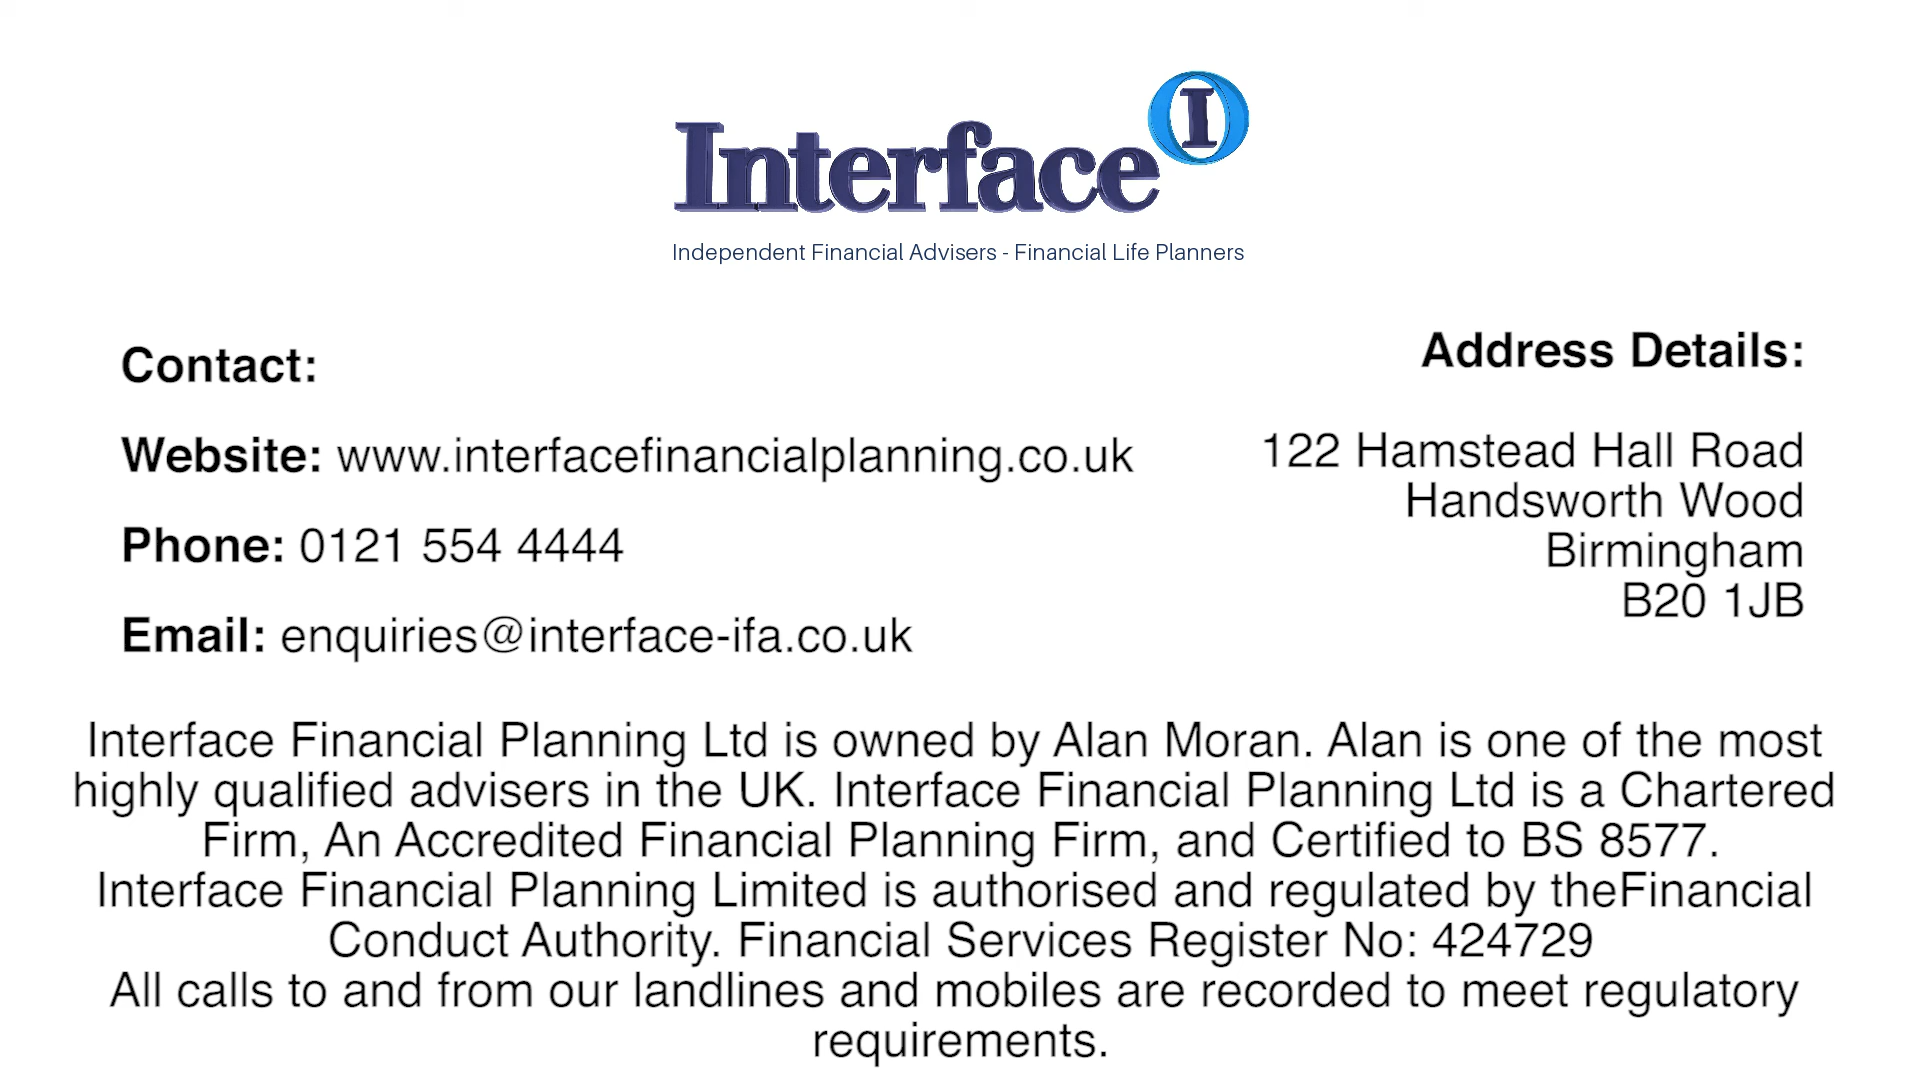 Interface I
Independent Financial Advisers - Financial Life Planners
Contact:
Website: www.interfacefinancialplanning.co.uk
Phone: 0121 554 4444
Email: enquiries@interface-ifa.co.uk
Address Details:
122 Hamstead Hall Road
Handsworth Wood
Birmingham
B20 1JB
Interface Financial Planning Ltd is owned by Alan Moran. Alan is one of the most
highly qualified advisers in the UK. Interface Financial Planning Ltd is a Chartered
Firm, An Accredited Financial Planning Firm, and Certified to BS 8577.
Interface Financial Planning Limited is authorised and regulated by theFinancial
Conduct Authority. Financial Services Register No: 424729
All calls to and from our landlines and mobiles are recorded to meet regulatory
requirements.